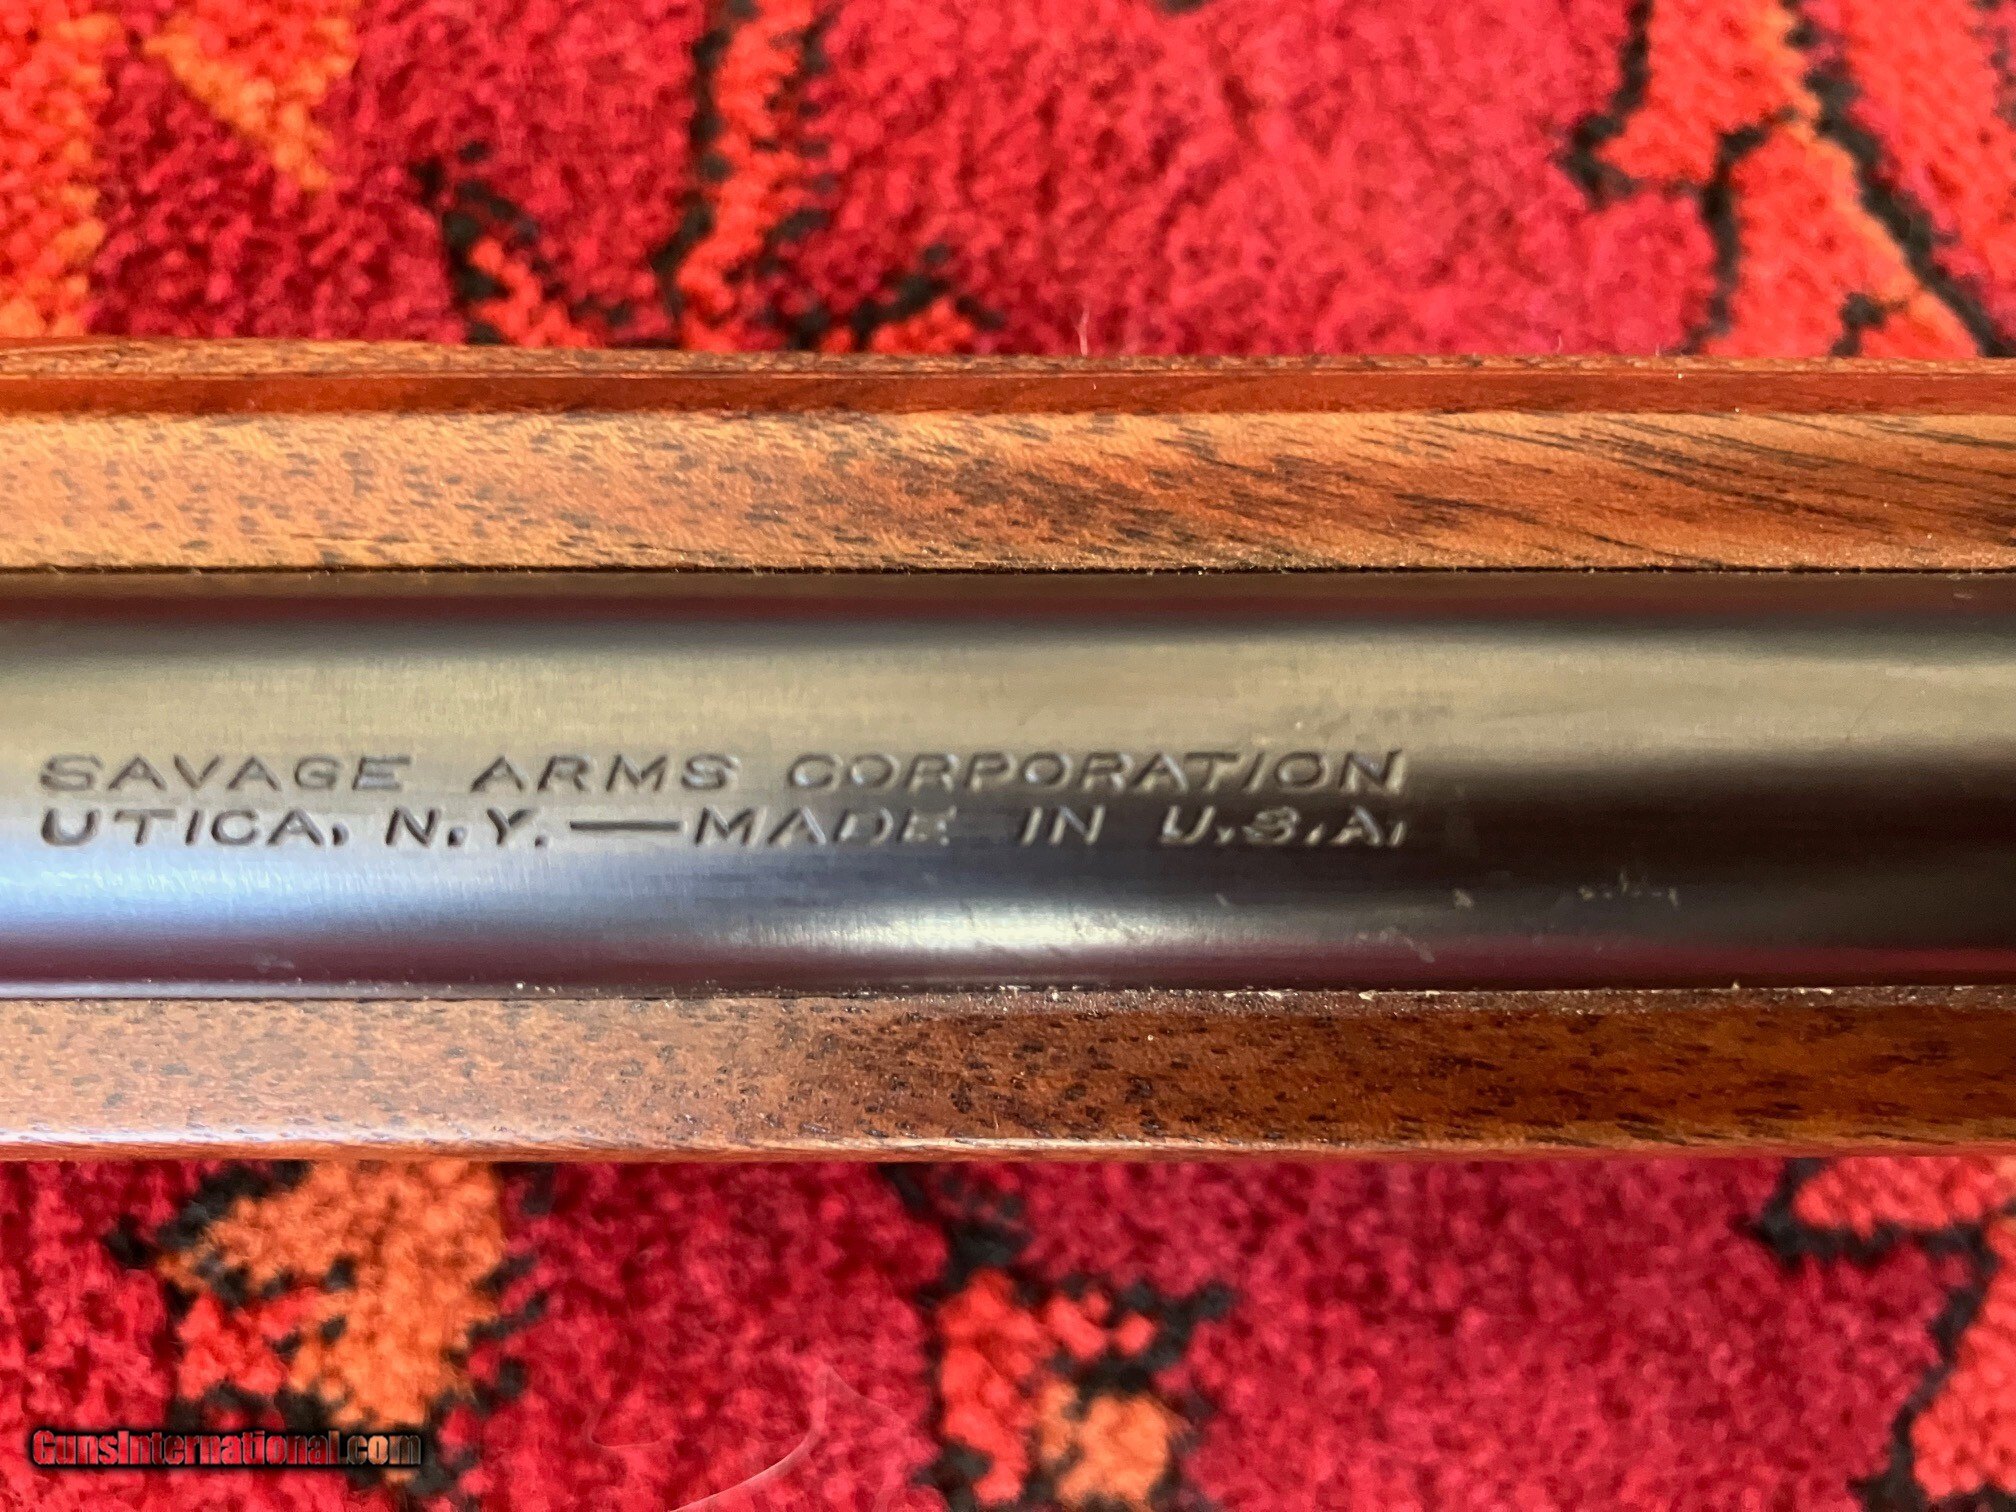 SAVAGE ARMS CORPORATION
UTICA, N.Y.—MADE IN U.S.A.
GunsInternational.com